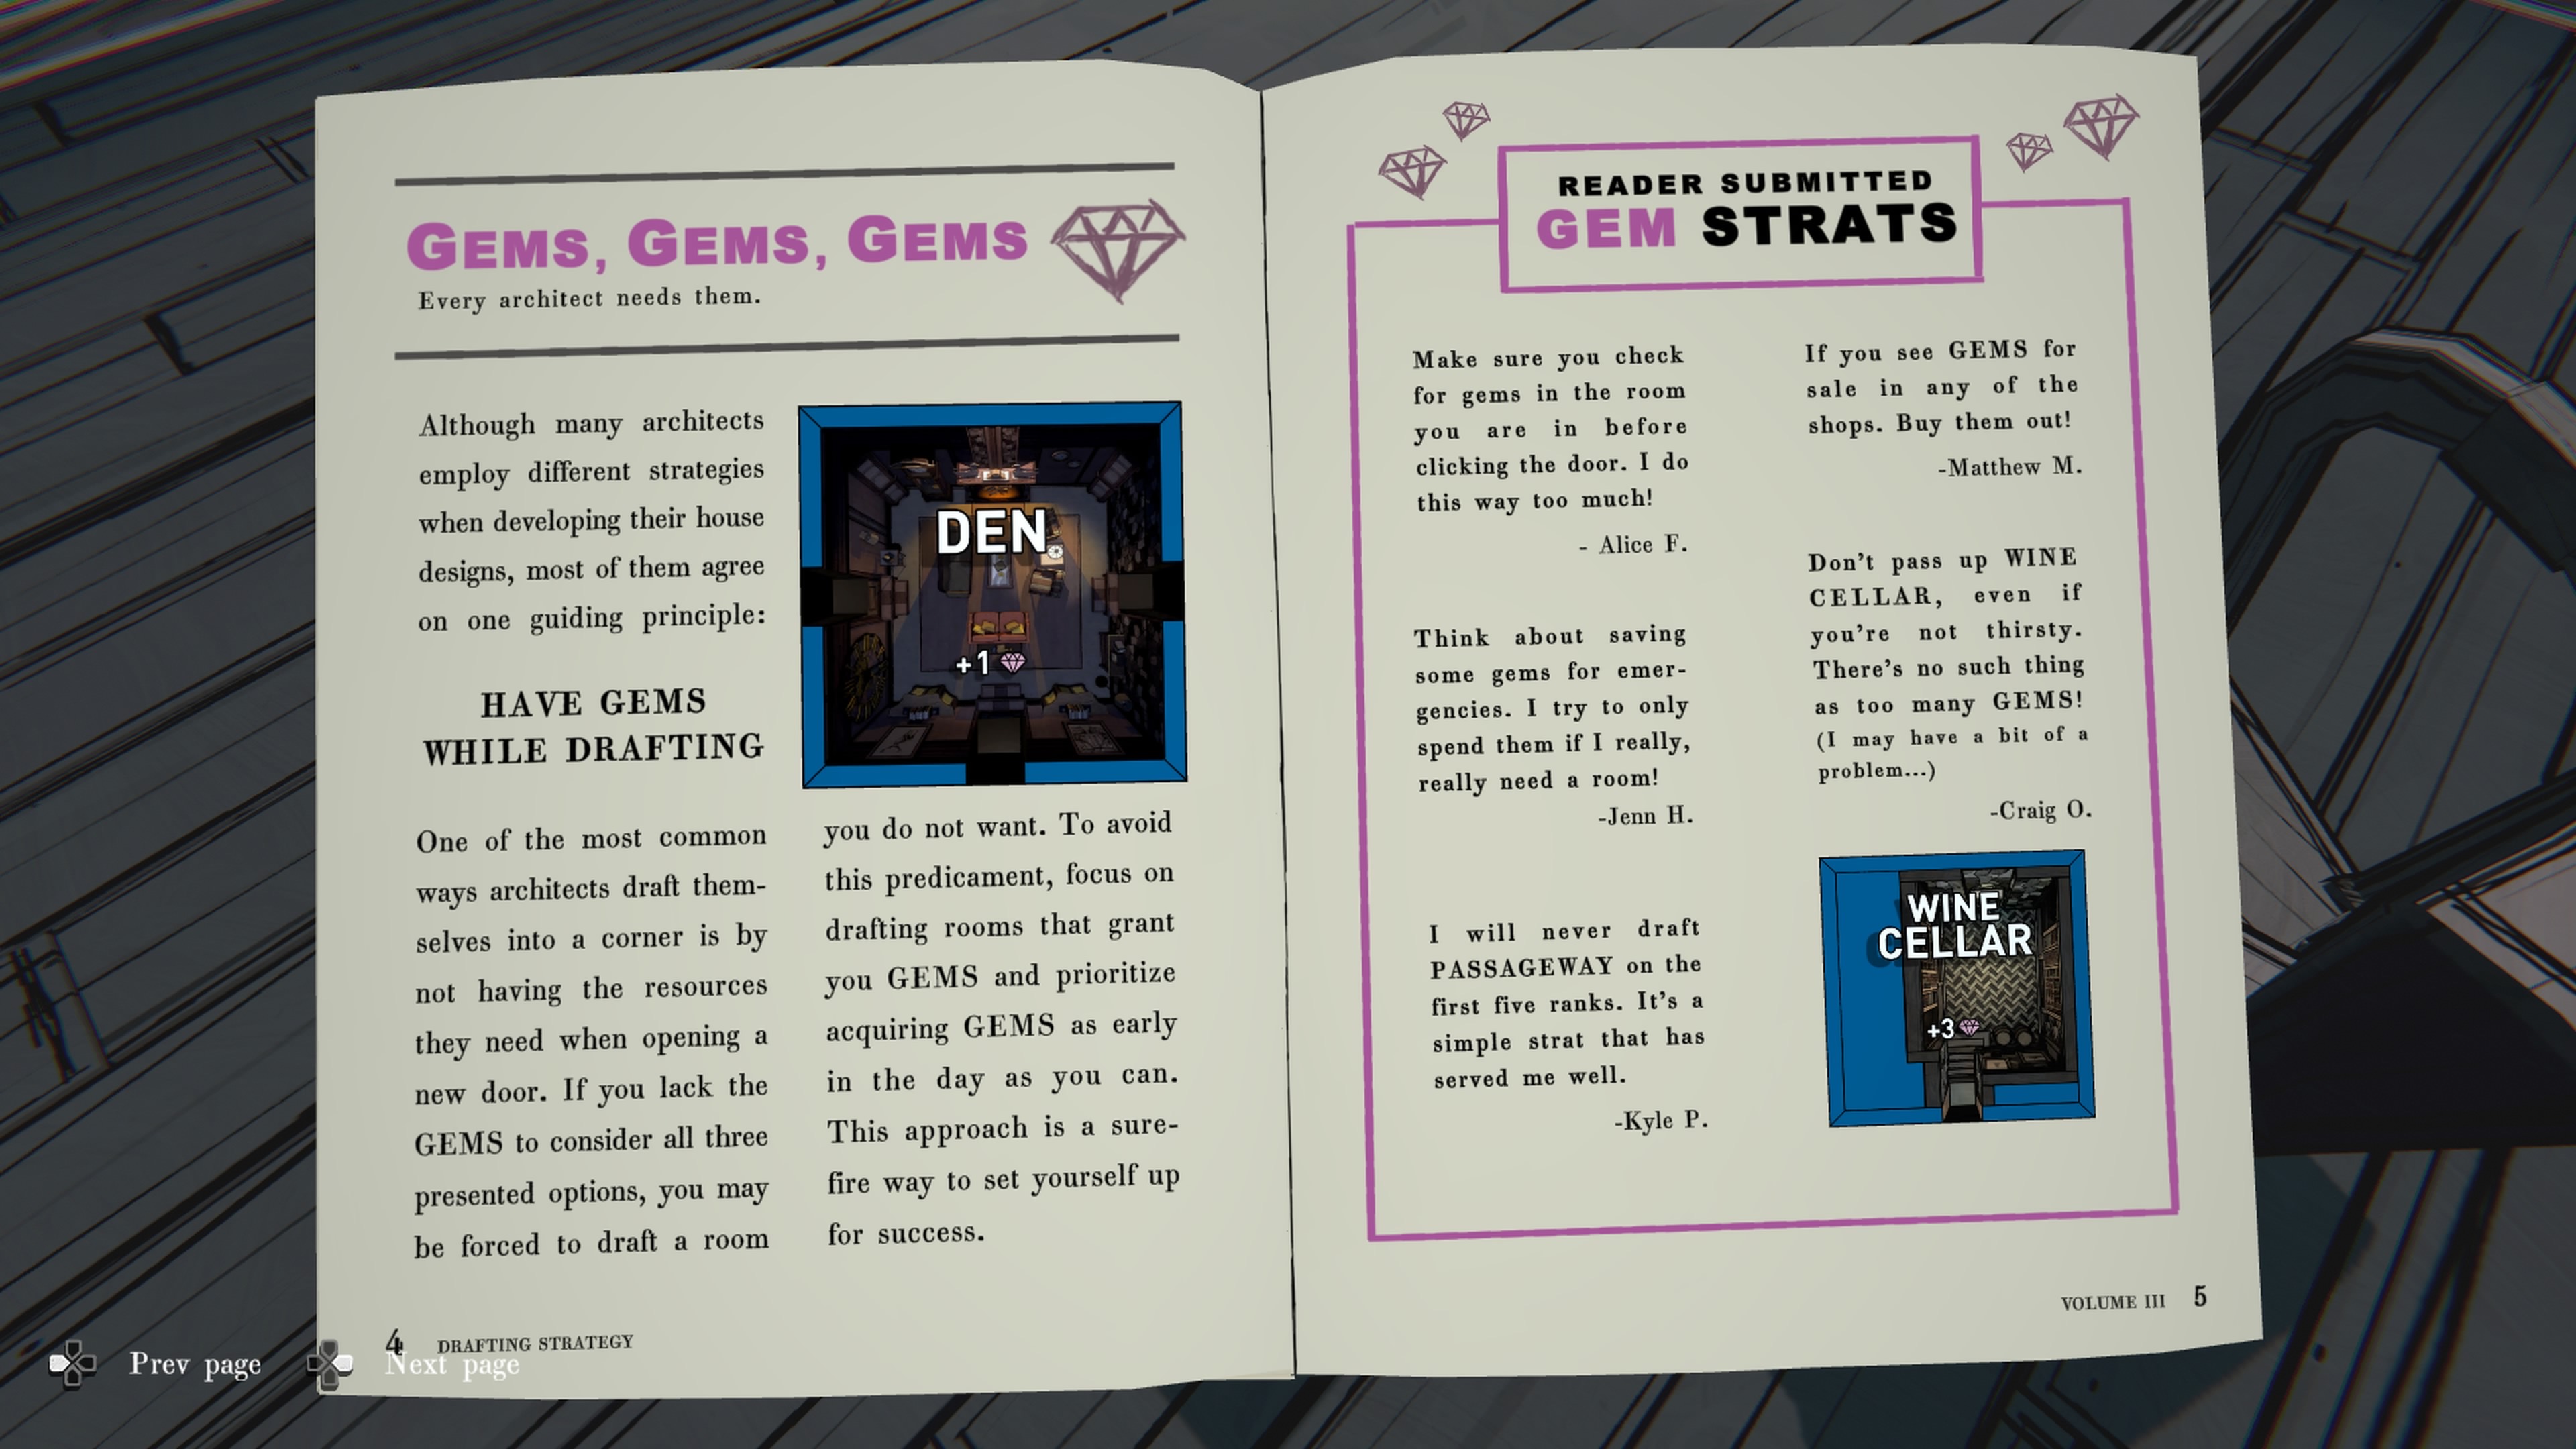 GEMS, GEMS, GEMS
Every architect needs them.
Although many architects
employ different strategies
when developing their house
designs, most of them agree
on one guiding principle:
HAVE GEMS
WHILE DRAFTING
One of the most common
ways architects draft them-
selves into a corner is by
not having the resources
they need when opening a
new door. If you lack the
GEMS to consider all three
presented options, you may
be forced to draft a room
DEN
+1
you do not want. To avoid
this predicament, focus on
drafting rooms that grant
you GEMS and prioritize
acquiring GEMS as early
in the day as you can.
This approach is a sure-
fire way to set yourself up
for success.
4 DRAFTING STRATEGY
READER SUBMITTED
GEM STRATS
Make sure you check
for gems in the room
you are in before
clicking the door. I do
this way too much!
- Alice F.
Think about saving
some gems for emer-
gencies. I try to only
spend them if I really,
really need a room!
-Jenn H.
I will never draft
PASSAGEWAY on the
first five ranks. It's a
simple strat that has
served me well.
-Kyle P.
If you see GEMS for
sale in any of the
shops. Buy them out!
-Matthew M.
Don't pass up WINE
CELLAR, even if
you're not thirsty.
There's no such thing
as too many GEMS!
(I may have a bit of a
problem...)
-Craig O.
WINE
CELLAR
+3
VOLUME III 5
Prev page Next page